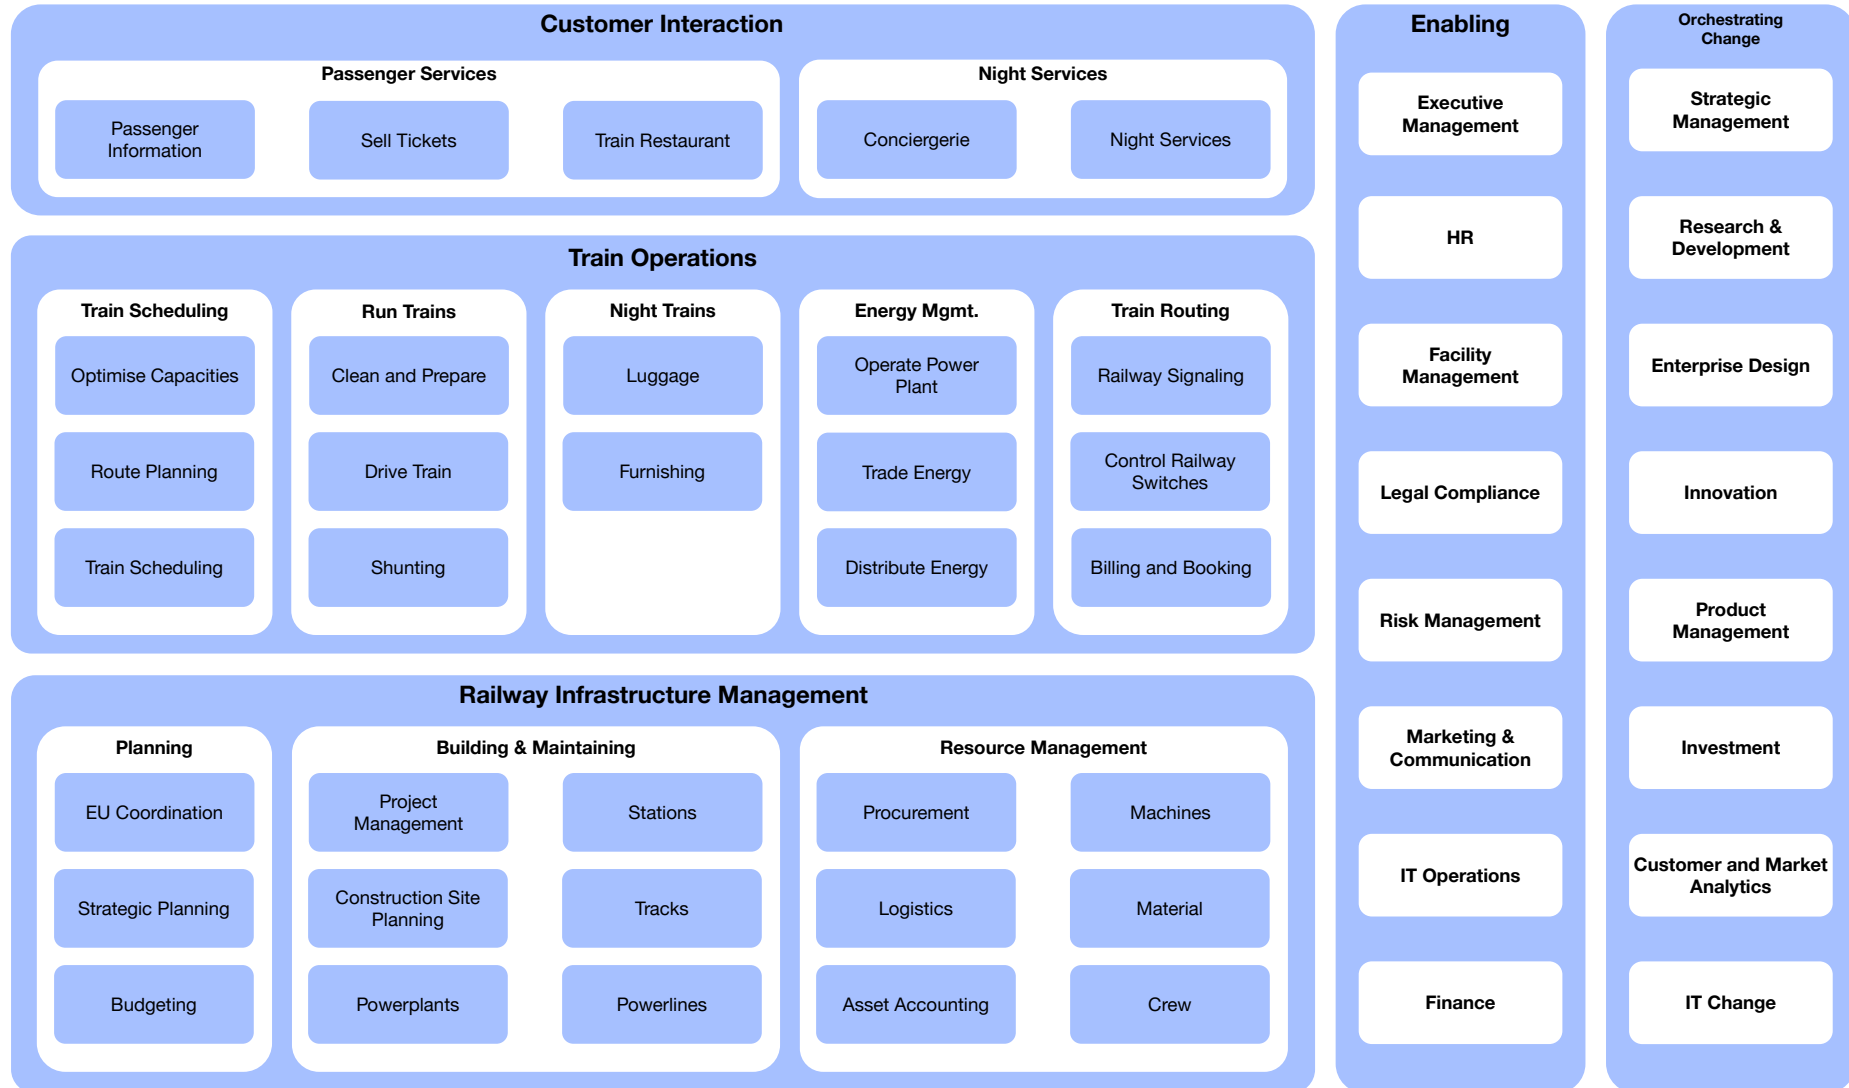 Customer Interaction
Passenger Services
Passenger
Information
Sell Tickets
Train Restaurant
Night Services
Conciergerie
Night Services
Train Operations
Train Scheduling
Optimise Capacities
Route Planning
Train Scheduling
Run Trains
Clean and Prepare
Drive Train
Shunting
Night Trains
Luggage
Furnishing
Energy Mgmt.
Operate Power
Plant
Trade Energy
Distribute Energy
Train Routing
Railway Signaling
Control Railway
Switches
Billing and Booking
Railway Infrastructure Management
Planning
EU Coordination
Strategic Planning
Budgeting
Building & Maintaining
Project
Management
Stations
Construction Site
Planning
Tracks
Powerplants
Powerlines
Resource Management
Procurement
Machines
Logistics
Material
Asset Accounting
Crew
Enabling
Executive
Management
HR
Facility
Management
Legal Compliance
Risk Management
Marketing &
Communication
IT Operations
Finance
Orchestrating
Change
Strategic
Management
Research &
Development
Enterprise Design
Innovation
Product
Management
Investment
Customer and Market
Analytics
IT Change